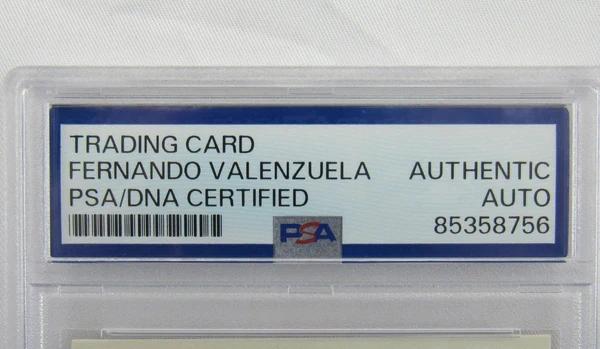 TRADING CARD
FERNANDO VALENZUELA AUTHENTIC
PSA/DNA CERTIFIED AUTO
85358756
PSA